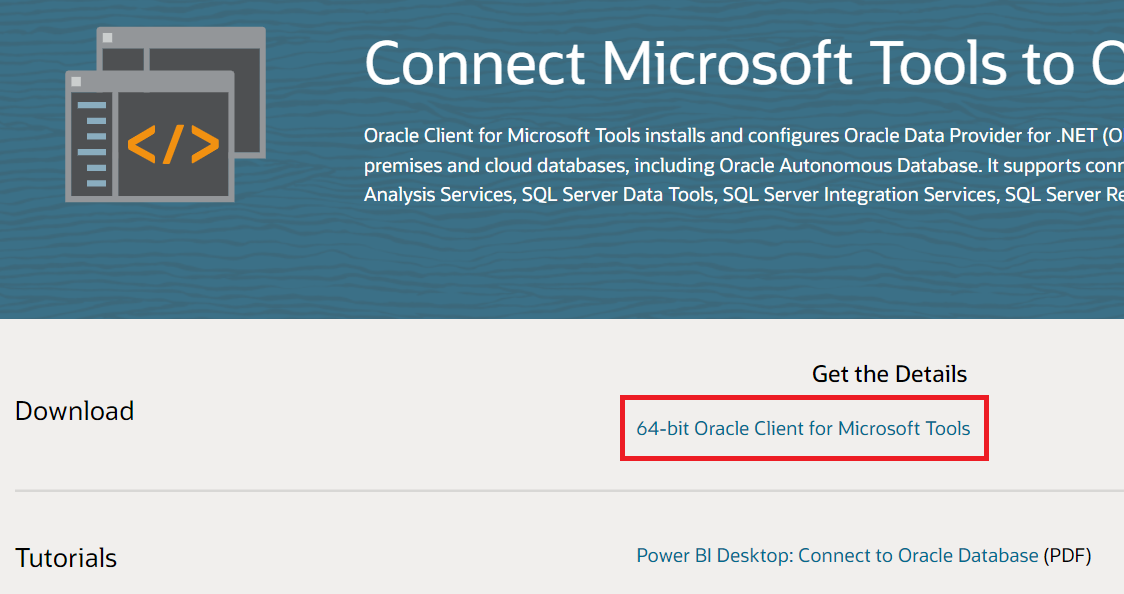 </>
Connect Microsoft Tools to
Oracle Client for Microsoft Tools installs and configures Oracle Data Provider for .NET (O
premises and cloud databases, including Oracle Autonomous Database. It supports conn
Analysis Services, SQL Server Data Tools, SQL Server Integration Services, SQL Server Re
Get the Details
Download
64-bit Oracle Client for Microsoft Tools
Tutorials
Power BI Desktop: Connect to Oracle Database (PDF)